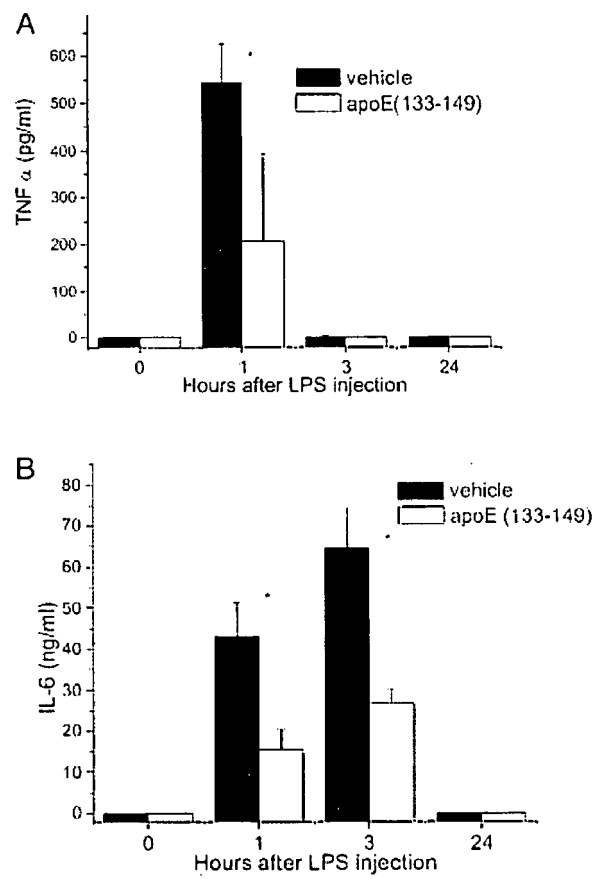 A
600
500
400
300
200
100
0
TNF α (pg/ml)
vehicle
apoE(133-149)
0 1 3 24
Hours after LPS injection
B
80
70
60
50
40
30
20
10
0
IL-6 (ng/ml)
vehicle
apoE (133-149)
0 1 3 24
Hours after LPS injection